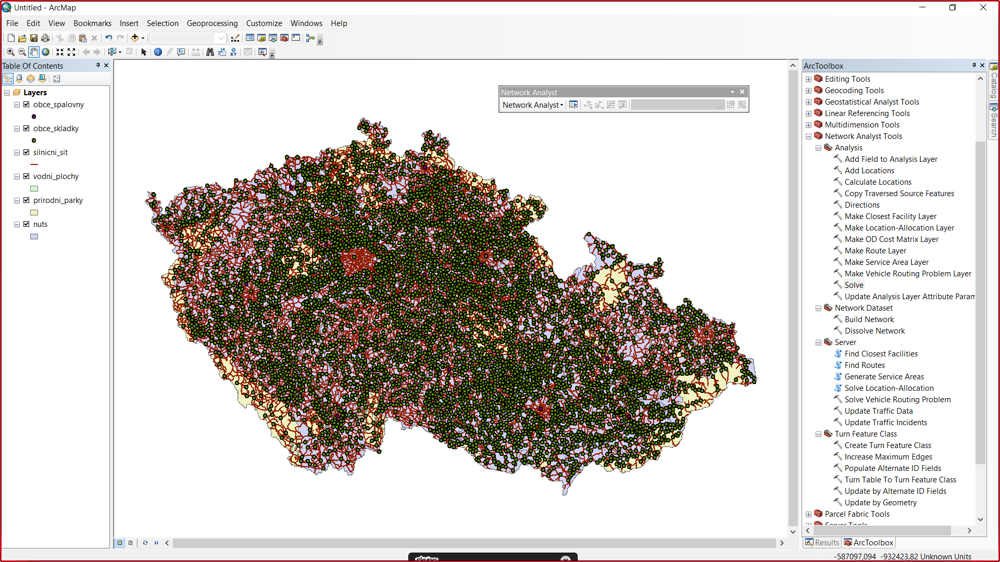 Untitled - ArcMap
File Edit View Bookmarks Insert Selection Geoprocessing Customize Windows Help
Table Of Contents
Layers
obce_spalovny
obce_skladky
silnicni_sit
vodni_plochy
prirodni_parky
nuts
Network Analyst
Network Analyst
ArcToolbox
Editing Tools
Geocoding Tools
Geostatistical Analyst Tools
Linear Referencing Tools
Multidimension Tools
Network Analyst Tools
Analysis
Add Field to Analysis Layer
Add Locations
Calculate Locations
Copy Traversed Source Features
Directions
Make Closest Facility Layer
Make Location-Allocation Layer
Make OD Cost Matrix Layer
Make Route Layer
Make Service Area Layer
Make Vehicle Routing Problem Layer
Solve
Update Analysis Layer Attribute Param
Network Dataset
Build Network
Dissolve Network
Server
Find Closest Facilities
Find Routes
Generate Service Areas
Solve Location-Allocation
Solve Vehicle Routing Problem
Update Traffic Data
Update Traffic Incidents
Turn Feature Class
Create Turn Feature Class
Increase Maximum Edges
Populate Alternate ID Fields
Turn Table To Turn Feature Class
Update by Alternate ID Fields
Update by Geometry
Parcel Fabric Tools
Server Tools
Results ArcToolbox
Catalog
Search
-587097,094 -932423,82 Unknown Units